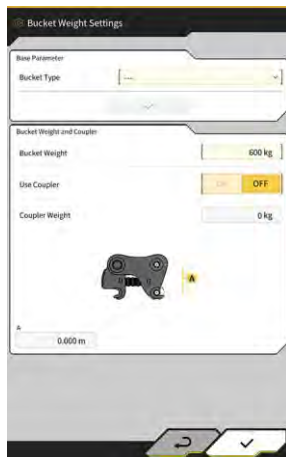 Bucket Weight Settings
Base Parameter
Bucket Type [ ---
Bucket Weight and Coupler
Bucket Weight 600 kg
Use Coupler ON OFF
Coupler Weight 0 kg
A
A
0.000 m